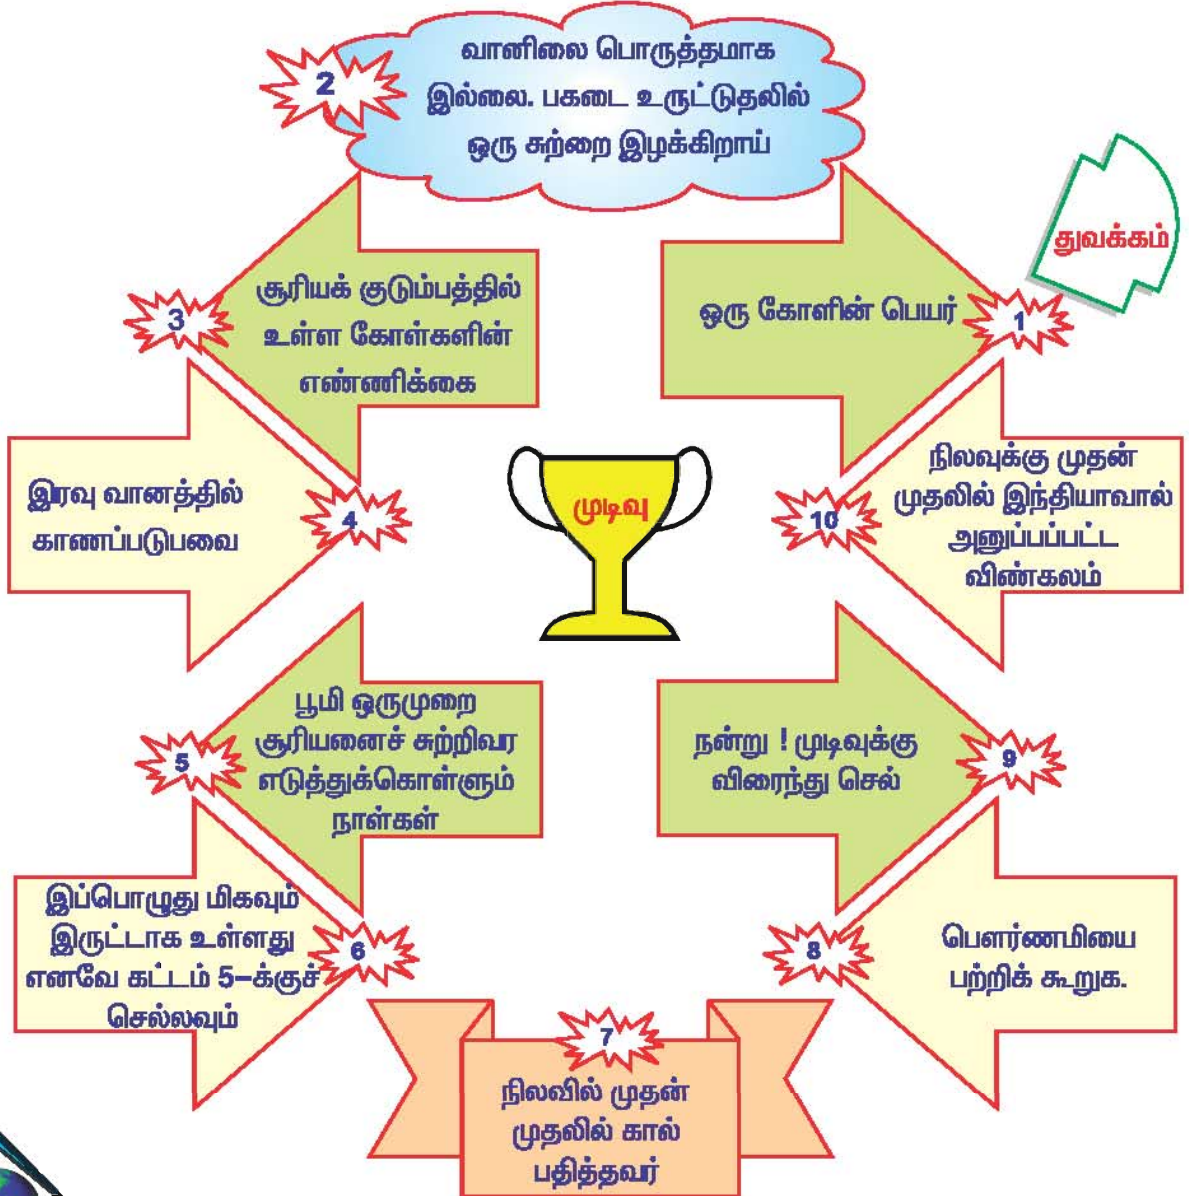 துவக்கம்
1
ஒரு கோளின் பெயர்
2
வானிலை பொருத்தமாக
இல்லை. பகடை உருட்டுதலில்
ஒரு சுற்றை இழக்கிறாய்
3
சூரியக் குடும்பத்தில்
உள்ள கோள்களின்
எண்ணிக்கை
4
இரவு வானத்தில்
காணப்படுபவை
5
பூமி ஒருமுறை
சூரியனைச் சுற்றிவர
எடுத்துக்கொள்ளும்
நாள்கள்
6
இப்பொழுது மிகவும்
இருட்டாக உள்ளது
எனவே கட்டம் 5-க்குச்
செல்லவும்
7
நிலவில் முதன்
முதலில் கால்
பதித்தவர்
8
பௌர்ணமியை
பற்றிக் கூறுக.
9
நன்று ! முடிவுக்கு
விரைந்து செல்
10
நிலவுக்கு முதன்
முதலில் இந்தியாவால்
அனுப்பப்பட்ட
விண்கலம்
முடிவு